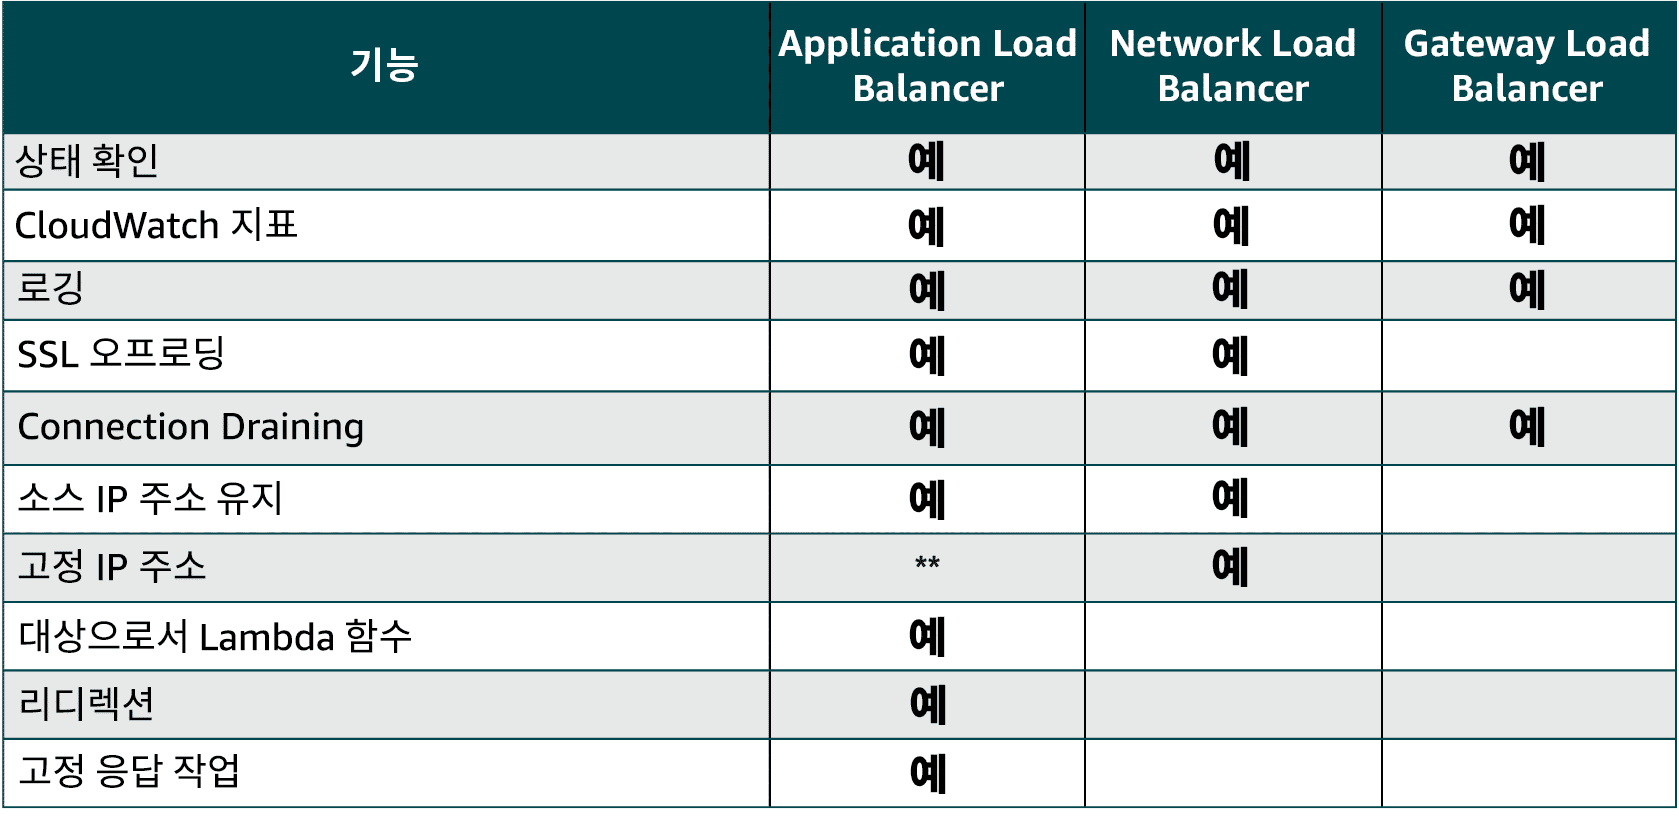 기능
Application Load
Balancer
Network Load
Balancer
Gateway Load
Balancer
상태 확인 예 예 예
CloudWatch 지표 예 예 예
로깅 예 예 예
SSL 오프로딩 예 예
Connection Draining 예 예 예
소스 IP 주소 유지 예 예
고정 IP 주소 ** 예
대상으로서 Lambda 함수 예
리디렉션 예
고정 응답 작업 예